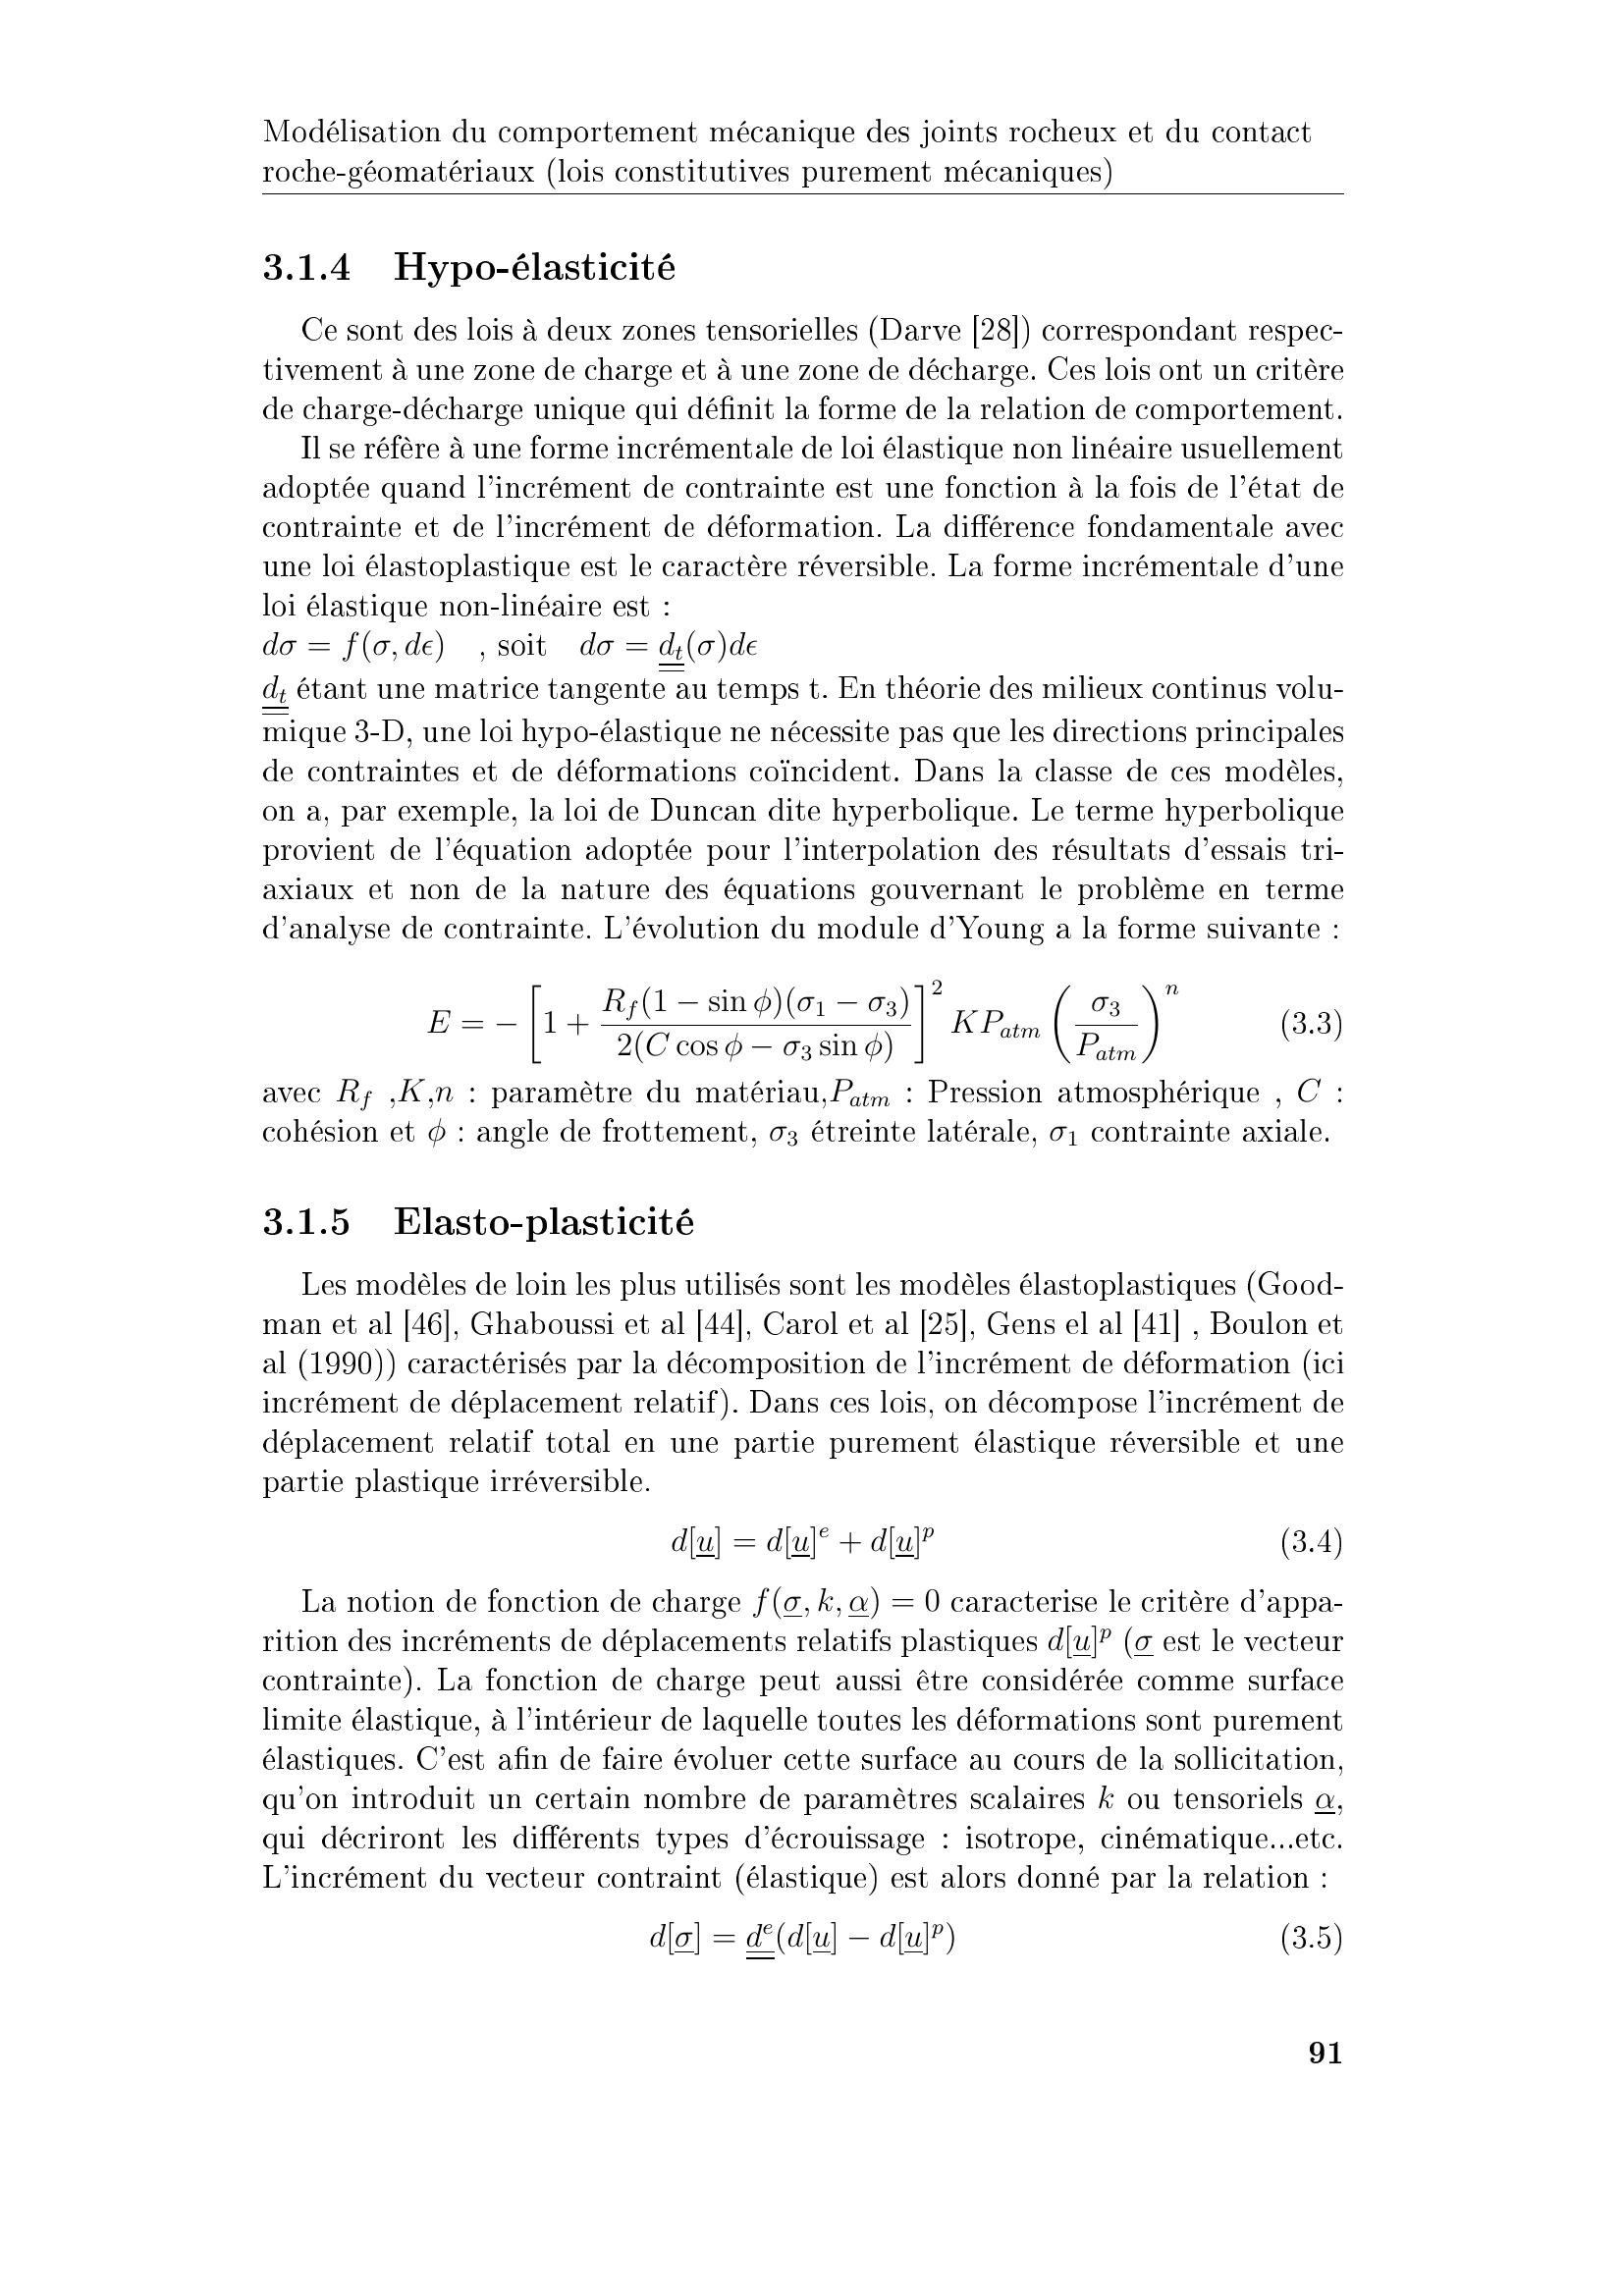 Modélisation du comportement mécanique des joints rocheux et du contact
roche-géomatériaux (lois constitutives purement mécaniques)
3.1.4 Hypo-élasticité
Ce sont des lois à deux zones tensorielles (Darve [28]) correspondant respec-
tivement à une zone de charge et à une zone de décharge. Ces lois ont un critère
de charge-décharge unique qui définit la forme de la relation de comportement.
Il se réfère à une forme incrémentale de loi élastique non linéaire usuellement
adoptée quand l'incrément de contrainte est une fonction à la fois de l'état de
contrainte et de l'incrément de déformation. La différence fondamentale avec
une loi élastoplastique est le caractère réversible. La forme incrémentale d'une
loi élastique non-linéaire est :
$d\sigma = f(\sigma, d\epsilon)$ , soit $d\sigma = \underline{\underline{d_t}}(\sigma)d\epsilon$
$\underline{\underline{d_t}}$ étant une matrice tangente au temps t. En théorie des milieux continus volu-
mique 3-D, une loi hypo-élastique ne nécessite pas que les directions principales
de contraintes et de déformations coïncident. Dans la classe de ces modèles,
on a, par exemple, la loi de Duncan dite hyperbolique. Le terme hyperbolique
provient de l'équation adoptée pour l'interpolation des résultats d'essais tri-
axiaux et non de la nature des équations gouvernant le problème en terme
d'analyse de contrainte. L'évolution du module d'Young a la forme suivante :
$E = -\left[1 + \frac{R_f(1 - \sin\phi)(\sigma_1 - \sigma_3)}{2(C\cos\phi - \sigma_3\sin\phi)}\right]^2 KP_{atm}\left(\frac{\sigma_3}{P_{atm}}\right)^n$ (3.3)
avec $R_f$ ,$K$,$n$ : paramètre du matériau,$P_{atm}$ : Pression atmosphérique , $C$ :
cohésion et $\phi$ : angle de frottement, $\sigma_3$ étreinte latérale, $\sigma_1$ contrainte axiale.
3.1.5 Elasto-plasticité
Les modèles de loin les plus utilisés sont les modèles élastoplastiques (Good-
man et al [46], Ghaboussi et al [44], Carol et al [25], Gens el al [41] , Boulon et
al (1990)) caractérisés par la décomposition de l'incrément de déformation (ici
incrément de déplacement relatif). Dans ces lois, on décompose l'incrément de
déplacement relatif total en une partie purement élastique réversible et une
partie plastique irréversible.
$d[\underline{u}] = d[\underline{u}]^e + d[\underline{u}]^p$ (3.4)
La notion de fonction de charge $f(\underline{\sigma}, k, \underline{\alpha}) = 0$ caracterise le critère d'appa-
rition des incréments de déplacements relatifs plastiques $d[\underline{u}]^p$ ($\underline{\sigma}$ est le vecteur
contrainte). La fonction de charge peut aussi être considérée comme surface
limite élastique, à l'intérieur de laquelle toutes les déformations sont purement
élastiques. C'est afin de faire évoluer cette surface au cours de la sollicitation,
qu'on introduit un certain nombre de paramètres scalaires $k$ ou tensoriels $\underline{\alpha}$,
qui décriront les différents types d'écrouissage : isotrope, cinématique...etc.
L'incrément du vecteur contraint (élastique) est alors donné par la relation :
$d[\underline{\sigma}] = \underline{\underline{d^e}}(d[\underline{u}] - d[\underline{u}]^p)$ (3.5)
91